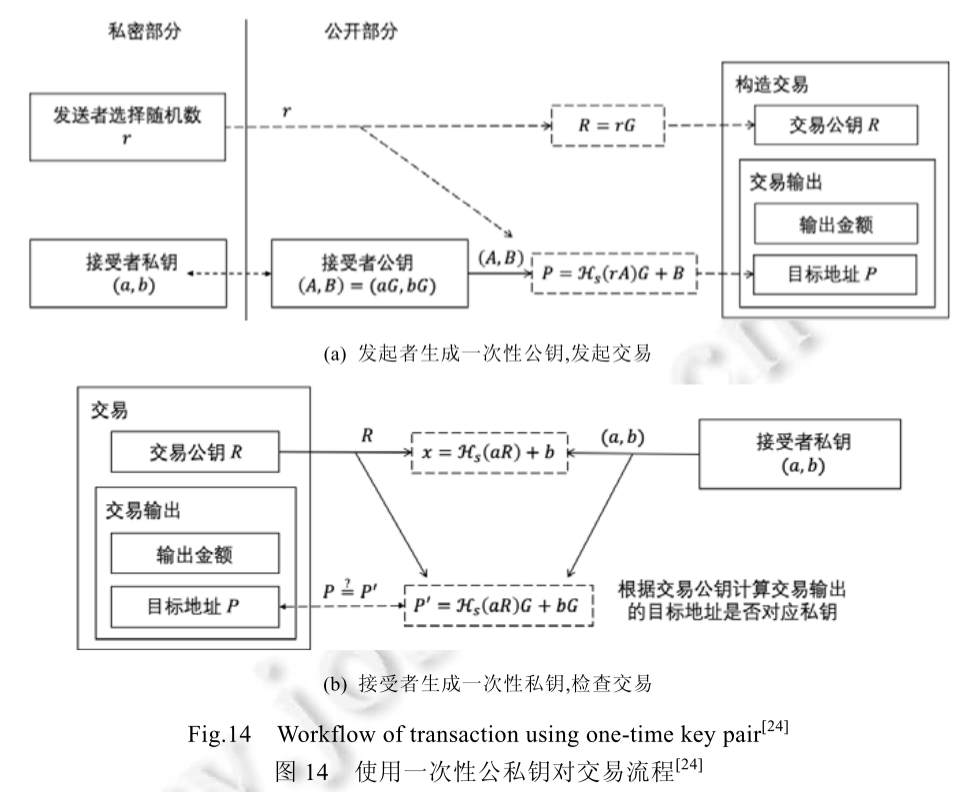 私密部分
公开部分
发送者选择随机数
r
r
R = rG
构造交易
交易公钥 R
交易输出
输出金额
目标地址 P
接受者私钥
(a, b)
接受者公钥
(A, B) = (aG, bG)
(A, B)
P = ℋₛ(rA)G + B
(a) 发起者生成一次性公钥,发起交易
交易
交易公钥 R
交易输出
输出金额
目标地址 P
R
x = ℋₛ(aR) + b
(a, b)
接受者私钥
(a, b)
P ≟ P′
P′ = ℋₛ(aR)G + bG
根据交易公钥计算交易输出
的目标地址是否对应私钥
(b) 接受者生成一次性私钥,检查交易
Fig.14 Workflow of transaction using one-time key pair[24]
图 14 使用一次性公私钥对交易流程[24]